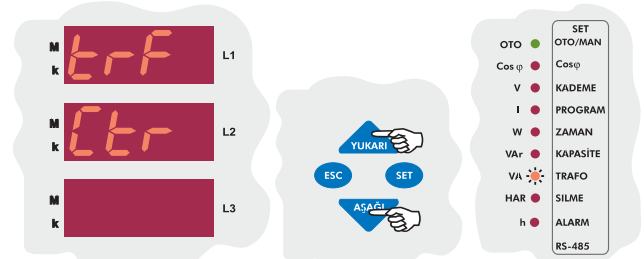 M
k
trF
L1
M
k
Ctr
L2
M
k
L3
YUKARI
ESC
SET
AŞAĞI
SET
OTO OTO/MAN
Cos φ Cosφ
V KADEME
I PROGRAM
W ZAMAN
VAr KAPASİTE
VA TRAFO
HAR SILME
h ALARM
RS-485